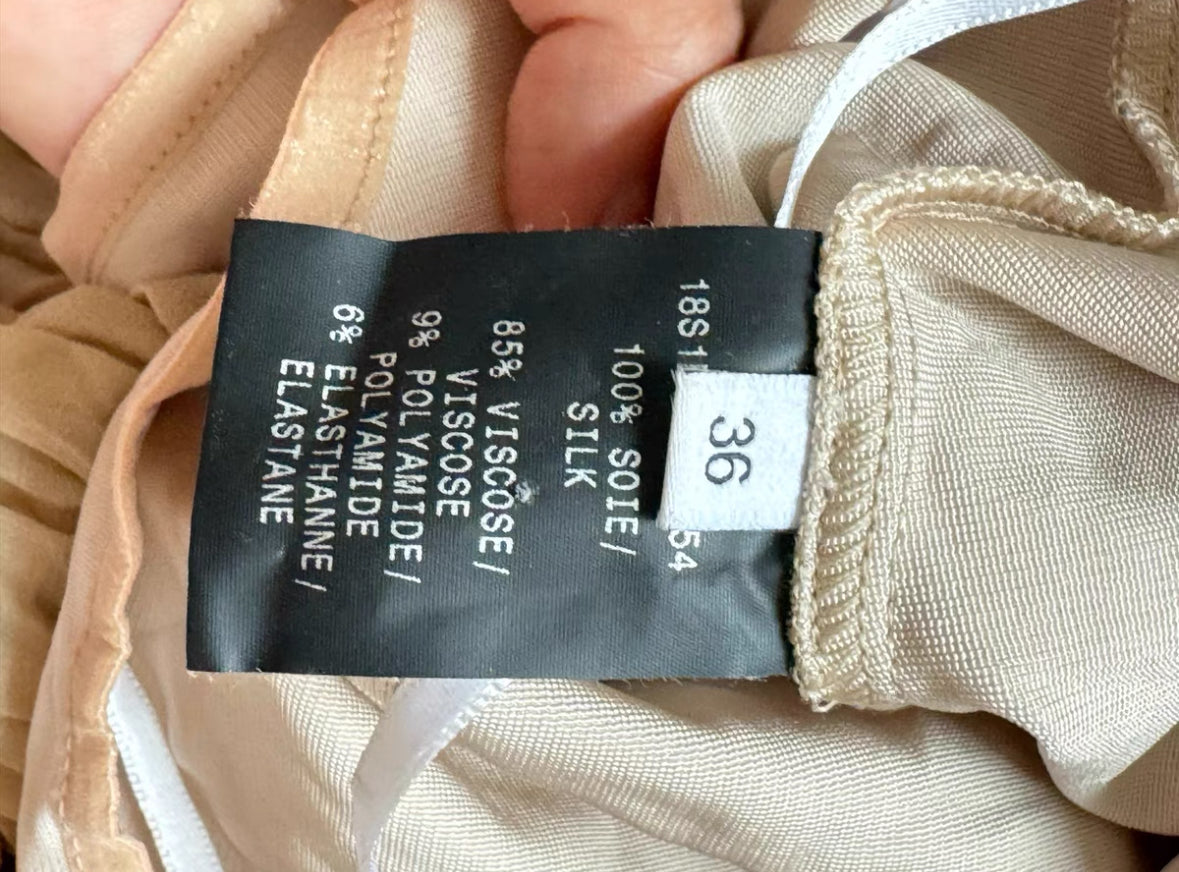 18S1
54
36
100% SOIE/
SILK
85% VISCOSE/
VISCOSE
9% POLYAMIDE/
POLYAMIDE
6% ELASTHANNE/
ELASTANE